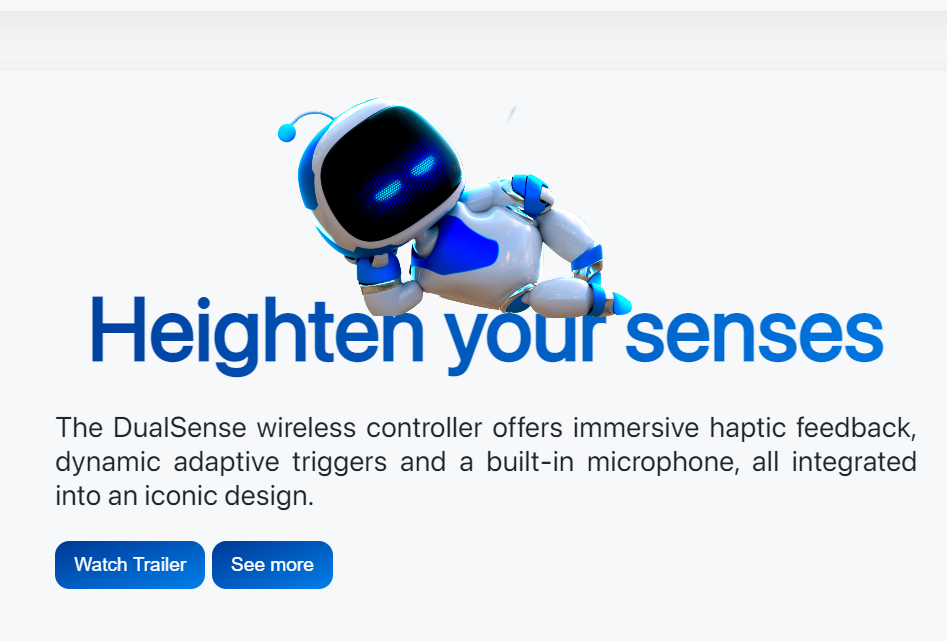 Heighten your senses
The DualSense wireless controller offers immersive haptic feedback,
dynamic adaptive triggers and a built-in microphone, all integrated
into an iconic design.
Watch Trailer
See more